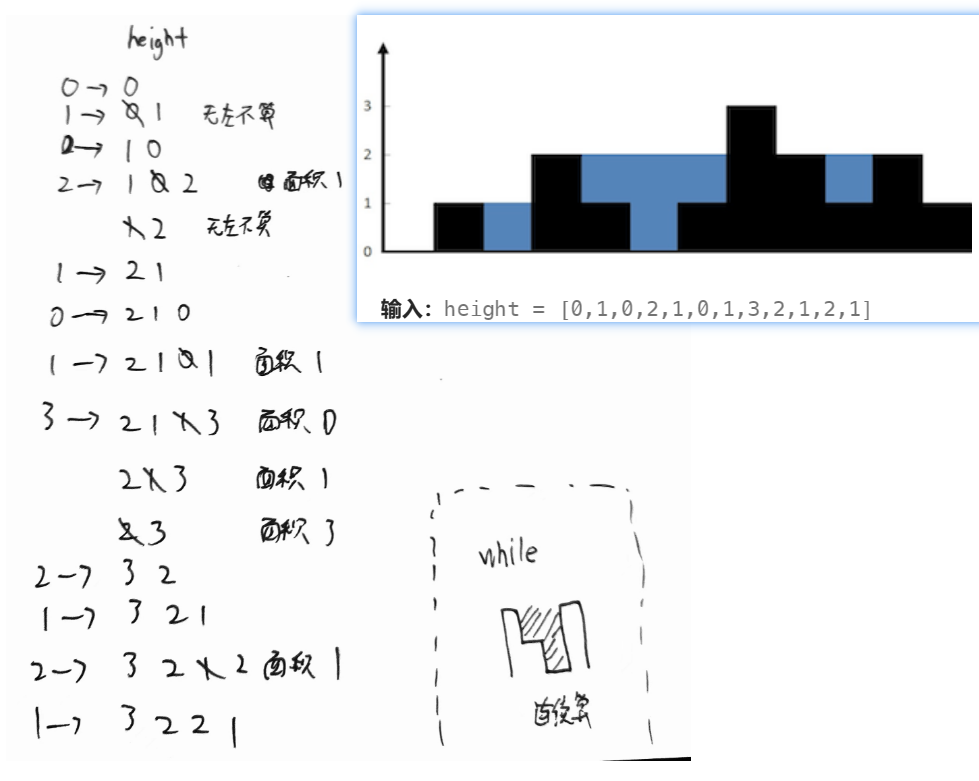 height
0→ 0
1→ 0 1 无左不算
0→ 1 0
2→ 1 0 2 面积 1
1 2 无左不算
1→ 2 1
0→ 2 1 0
1→ 2 1 0 1 面积 1
3→ 2 1 1 3 面积 0
2 1 3 面积 1
2 3 面积 3
2→ 3 2
1→ 3 2 1
2→ 3 2 1 2 面积 1
1→ 3 2 2 1
3
2
1
0
输入: height = [0,1,0,2,1,0,1,3,2,1,2,1]
while
连续算